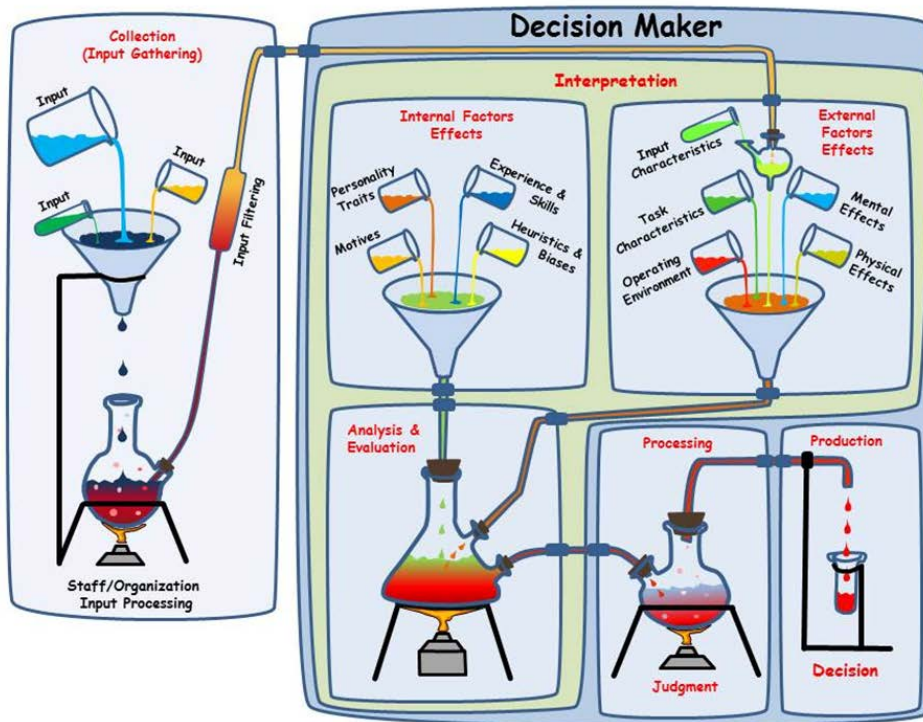 Decision Maker
Collection
(Input Gathering)
Input
Input
Input
Input Filtering
Staff/Organization
Input Processing
Interpretation
Internal Factors
Effects
Personality
Traits
Experience &
Skills
Motives
Heuristics &
Biases
External
Factors
Effects
Input
Characteristics
Task
Characteristics
Mental
Effects
Operating
Environment
Physical
Effects
Analysis &
Evaluation
Processing
Judgment
Production
Decision